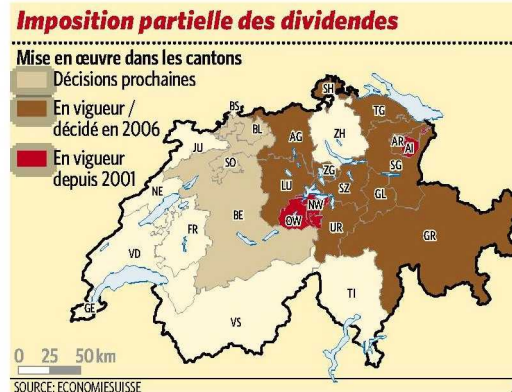 Imposition partielle des dividendes
Mise en œuvre dans les cantons
Décisions prochaines
En vigueur /
décidé en 2006
En vigueur
depuis 2001
SH
BS
BL
AG
ZH
TG
JU
SO
AR
AI
SG
ZG
LU
SZ
GL
NE
BE
NW
OW
UR
GR
FR
VD
TI
GE
VS
0 25 50 km
SOURCE: ECONOMIESUISSE